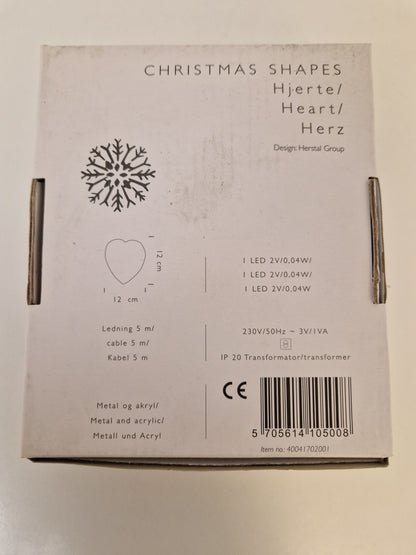 CHRISTMAS SHAPES
Hjerte/
Heart/
Herz
Design: Herstal Group
12 cm
12 cm
1 LED 2V/0,04W/
1 LED 2V/0.04W/
1 LED 2V/0.04W
Ledning 5 m/
cable 5 m/
Kabel 5 m
230V/50Hz ~ 3V/1VA
IP 20 Transformator/transformer
Metal og akryl/
Metal and acrylic/
Metall und Acryl
CE
5 705614 105008
Item no.: 40041702001